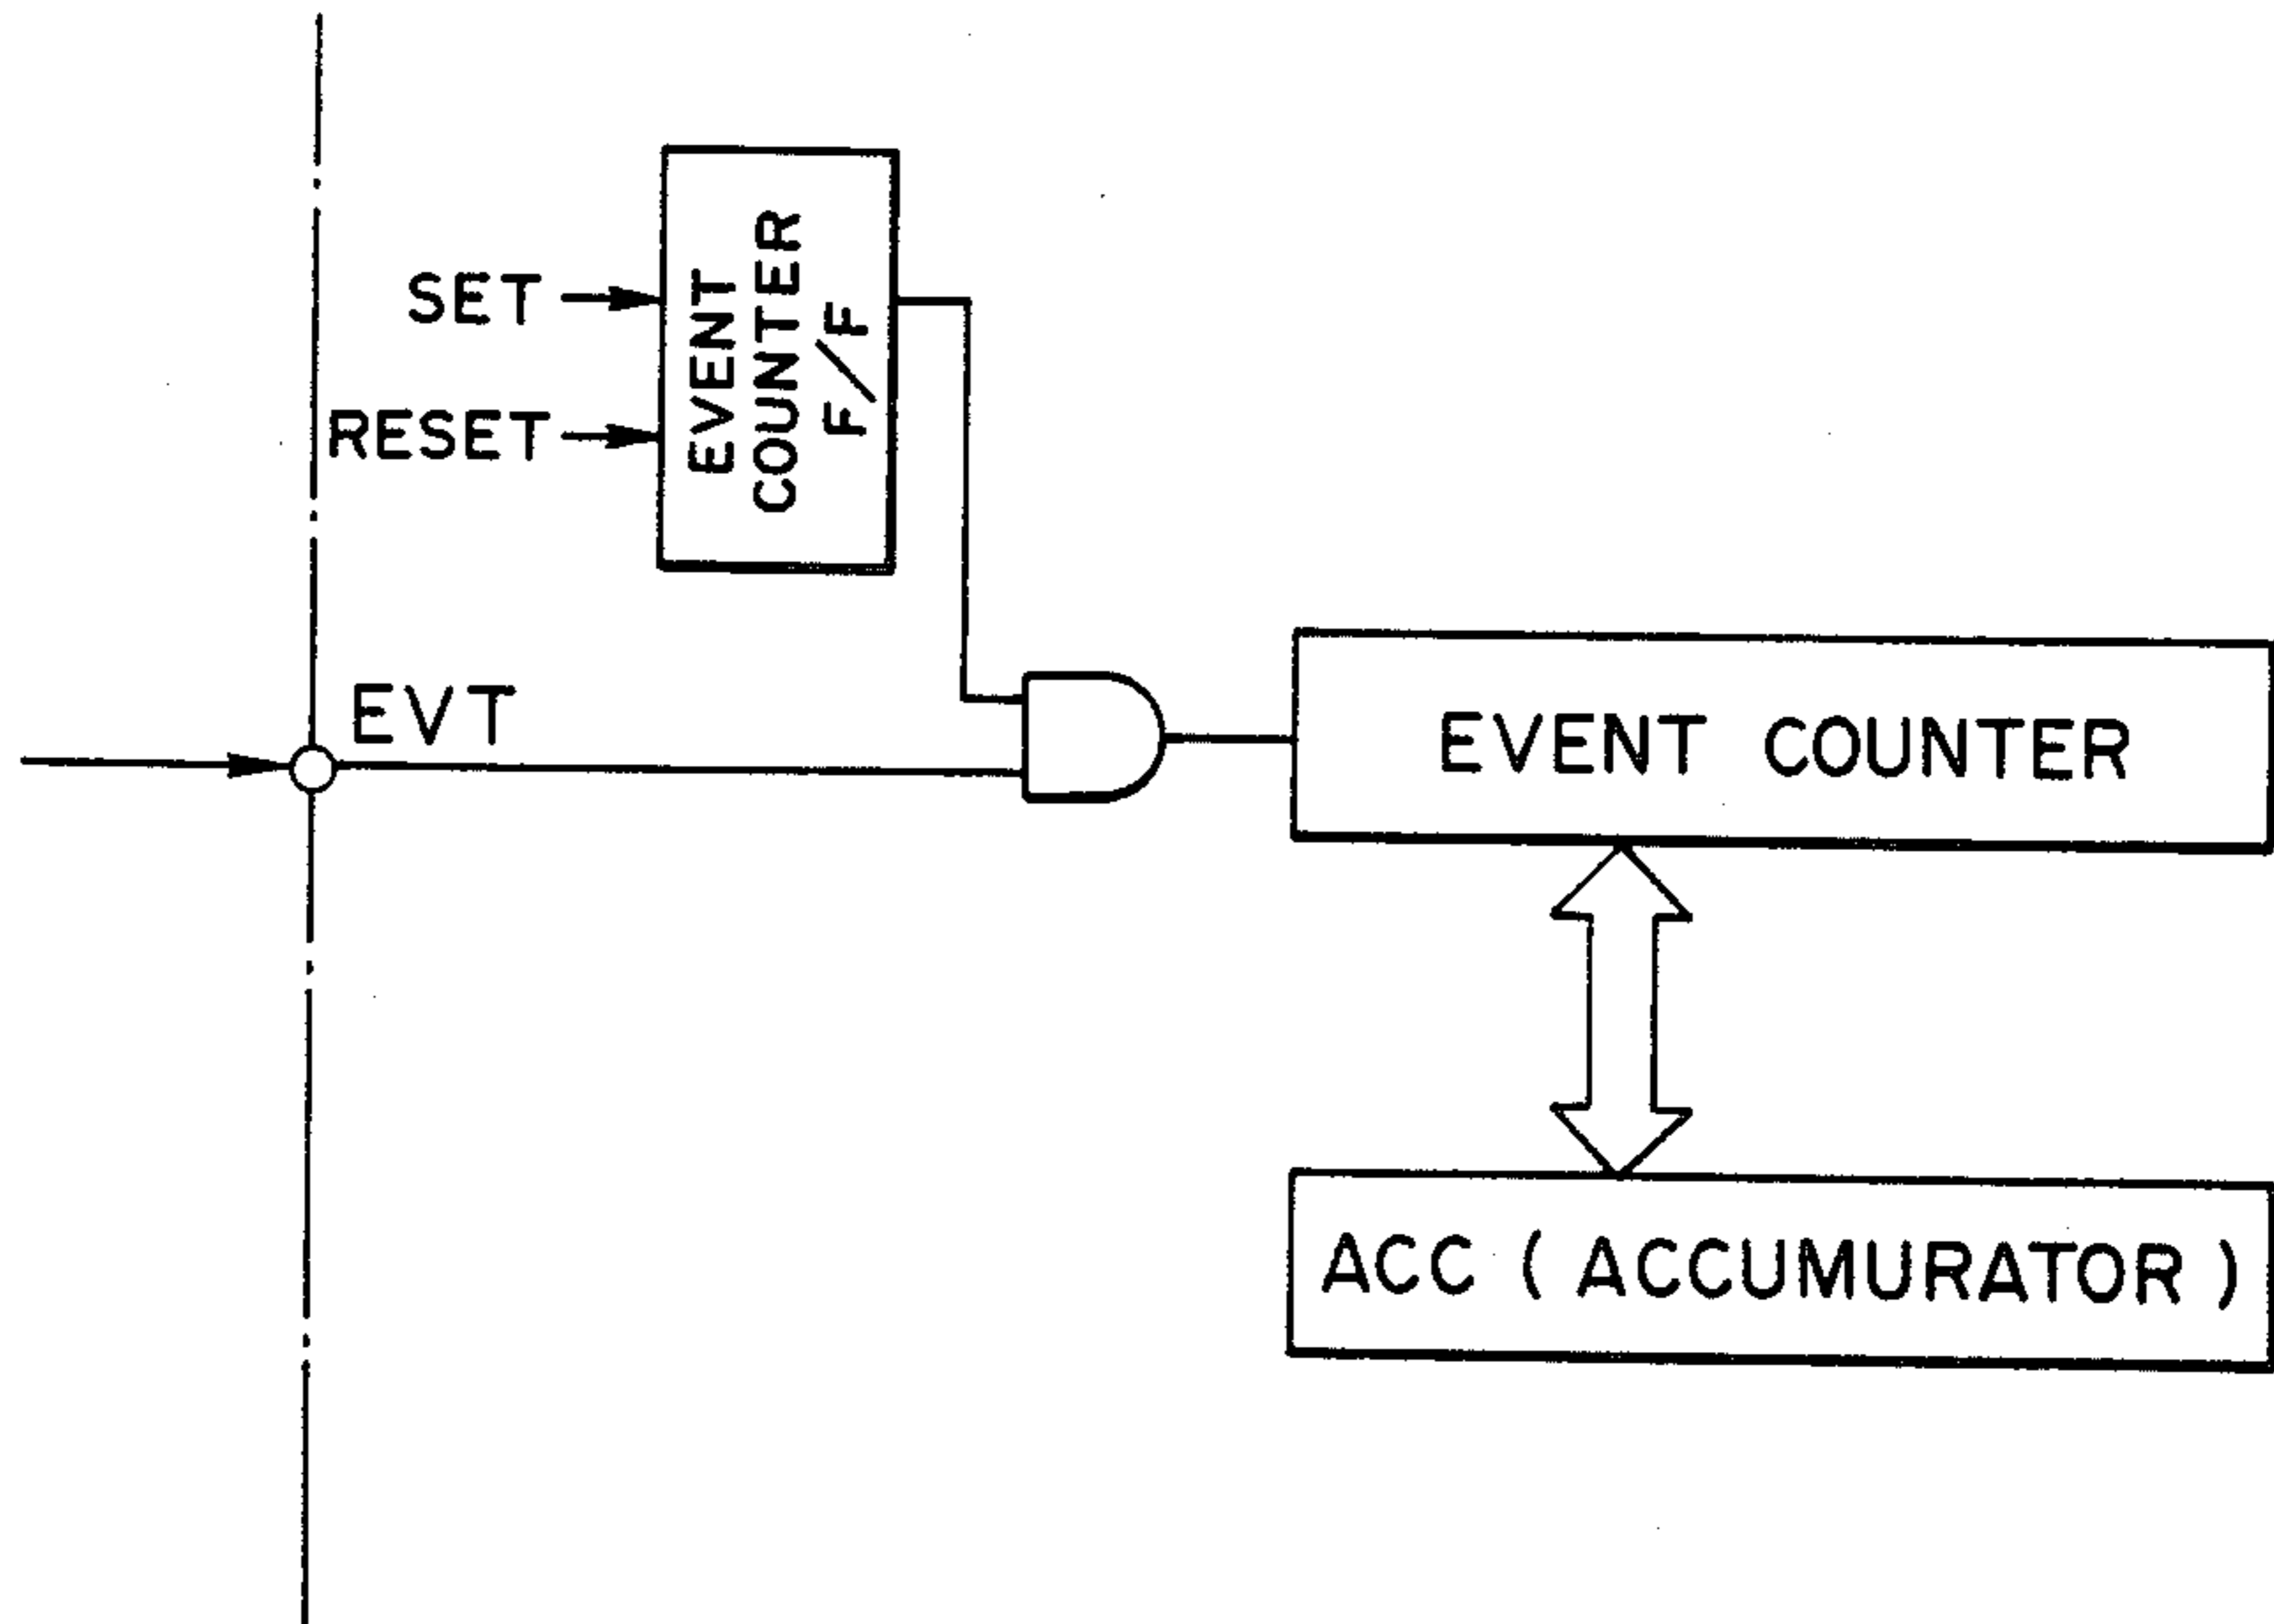 SET
RESET
EVENT
COUNTER
F/F
EVT
EVENT COUNTER
ACC ( ACCUMURATOR )